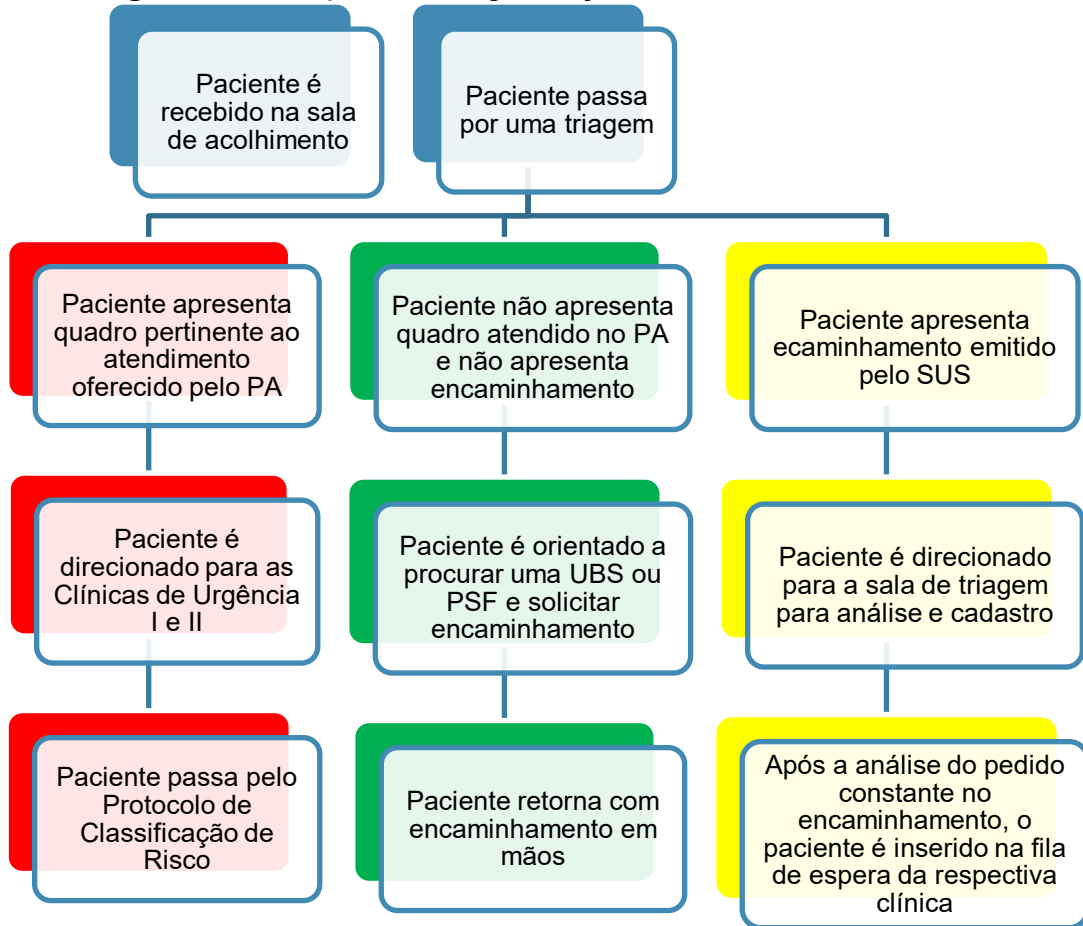 Paciente é
recebido na sala
de acolhimento
Paciente passa
por uma triagem
Paciente apresenta
quadro pertinente ao
atendimento
oferecido pelo PA
Paciente não apresenta
quadro atendido no PA
e não apresenta
encaminhamento
Paciente apresenta
ecaminhamento emitido
pelo SUS
Paciente é
direcionado para as
Clínicas de Urgência
I e II
Paciente é orientado a
procurar uma UBS ou
PSF e solicitar
encaminhamento
Paciente é direcionado
para a sala de triagem
para análise e cadastro
Paciente passa pelo
Protocolo de
Classificação de
Risco
Paciente retorna com
encaminhamento em
mãos
Após a análise do pedido
constante no
encaminhamento, o
paciente é inserido na fila
de espera da respectiva
clínica